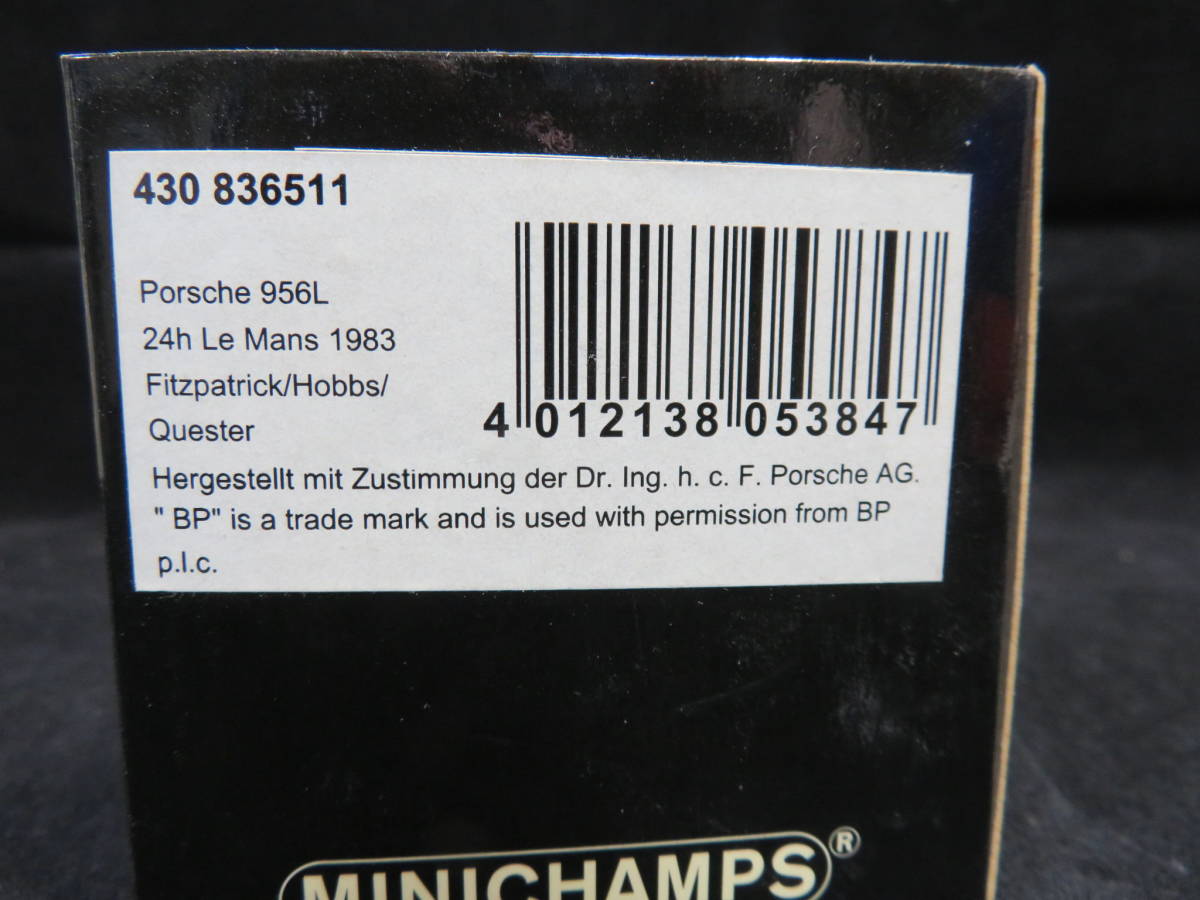 430 836511
Porsche 956L
24h Le Mans 1983
Fitzpatrick/Hobbs/
Quester
4 012138 053847
Hergestellt mit Zustimmung der Dr. Ing. h. c. F. Porsche AG.
" BP" is a trade mark and is used with permission from BP
p.l.c.
MINICHAMPS®